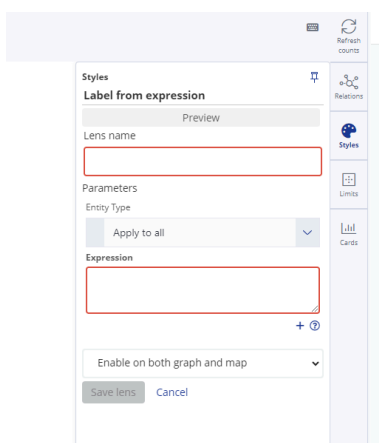 Refresh
counts
Styles
Label from expression
Relations
Preview
Lens name
Styles
Parameters
Limits
Entity Type
Apply to all
Cards
Expression
+ ?
Enable on both graph and map
Save lens Cancel